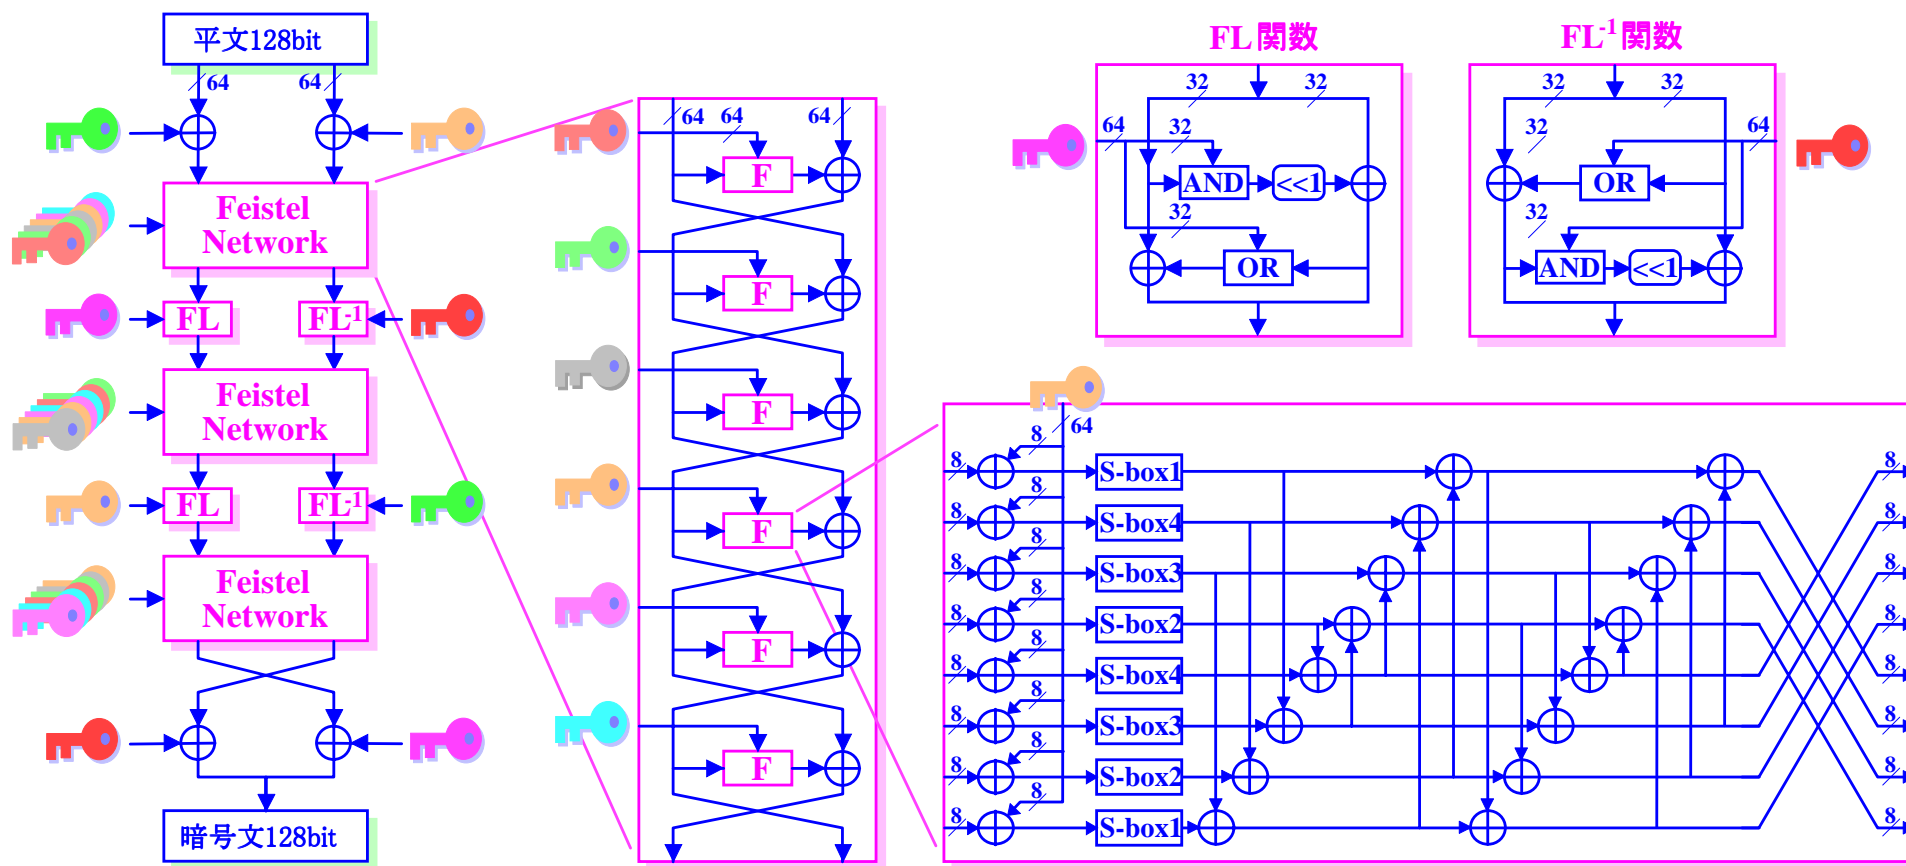 平文128bit
64
64
Feistel
Network
FL
FL-1
Feistel
Network
FL
FL-1
Feistel
Network
暗号文128bit
64
64
64
F
F
F
F
F
F
FL関数
32
32
64
32
AND
<<1
32
OR
FL-1関数
32
32
32
64
OR
32
AND
<<1
64
8
8
S-box1
8
8
8
S-box4
8
8
8
S-box3
8
8
8
S-box2
8
8
8
S-box4
8
8
8
S-box3
8
8
8
S-box2
8
8
8
S-box1
8